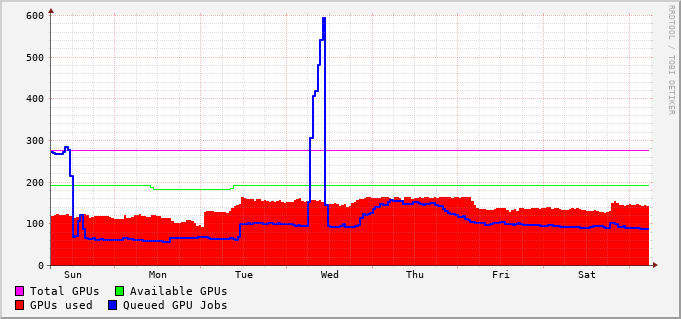 600
500
400
300
200
100
0
Sun Mon Tue Wed Thu Fri Sat
Total GPUs Available GPUs
GPUs used Queued GPU Jobs
RRDTOOL / TOBI OETIKER